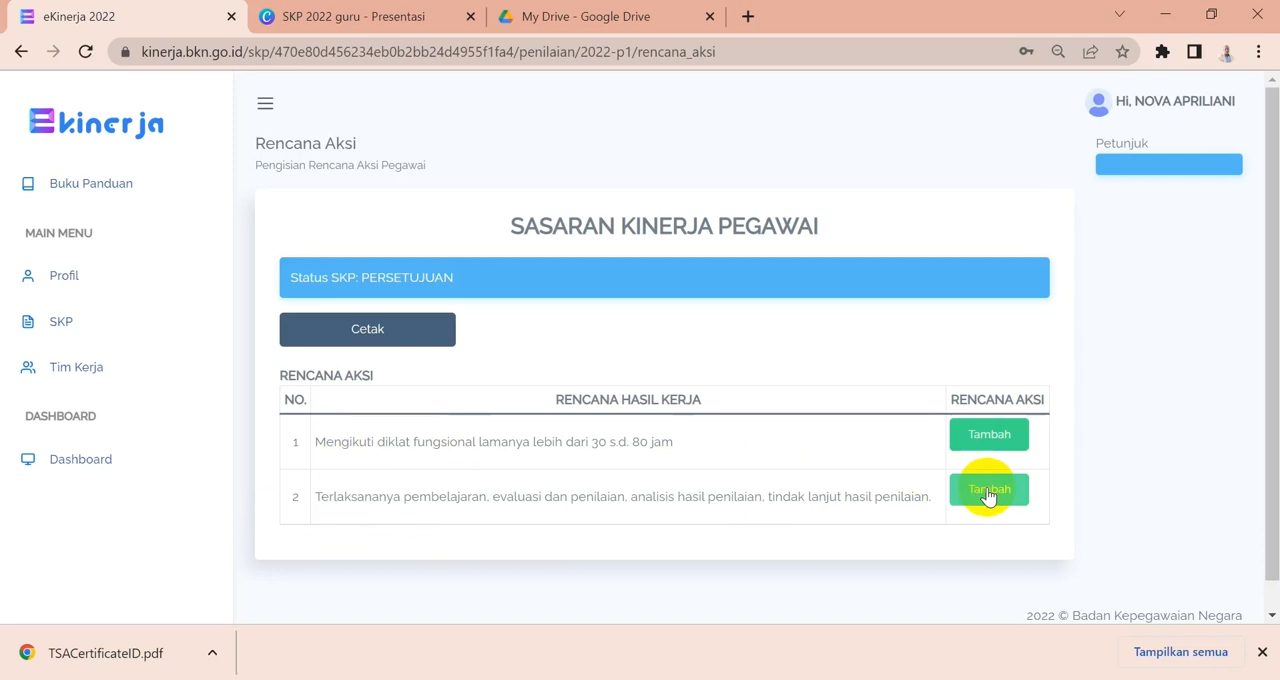 eKinerja 2022
SKP 2022 guru - Presentasi
My Drive - Google Drive
kinerja.bkn.go.id/skp/470e80d456234eb0b2bb24d4955f1fa4/penilaian/2022-p1/rencana_aksi
Ekinerja
Hi, NOVA APRILIANI
Rencana Aksi
Petunjuk
Pengisian Rencana Aksi Pegawai
Buku Panduan
MAIN MENU
Profil
SKP
Tim Kerja
DASHBOARD
Dashboard
SASARAN KINERJA PEGAWAI
Status SKP: PERSETUJUAN
Cetak
RENCANA AKSI
NO. RENCANA HASIL KERJA RENCANA AKSI
1 Mengikuti diklat fungsional lamanya lebih dari 30 s.d. 80 jam Tambah
2 Terlaksananya pembelajaran, evaluasi dan penilaian, analisis hasil penilaian, tindak lanjut hasil penilaian. Tambah
2022 © Badan Kepegawaian Negara
TSACertificateID.pdf
Tampilkan semua